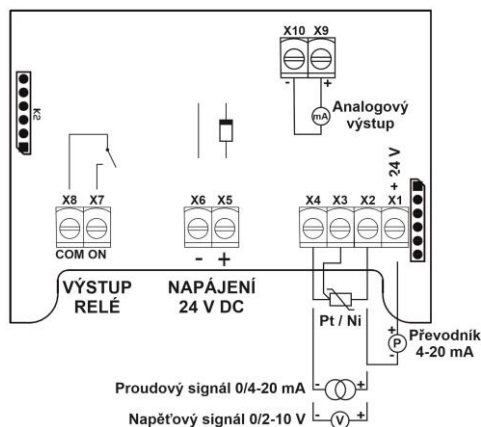 X10 X9
- +
mA
Analogový
výstup
K2
+ 24 V
X8 X7
X6 X5
X4 X3 X2 X1
COM ON
- +
VÝSTUP
RELÉ
NAPÁJENÍ
24 V DC
Pt / Ni
+
P
-
Převodník
4-20 mA
Proudový signál 0/4-20 mA
- +
Napěťový signál 0/2-10 V
- V +